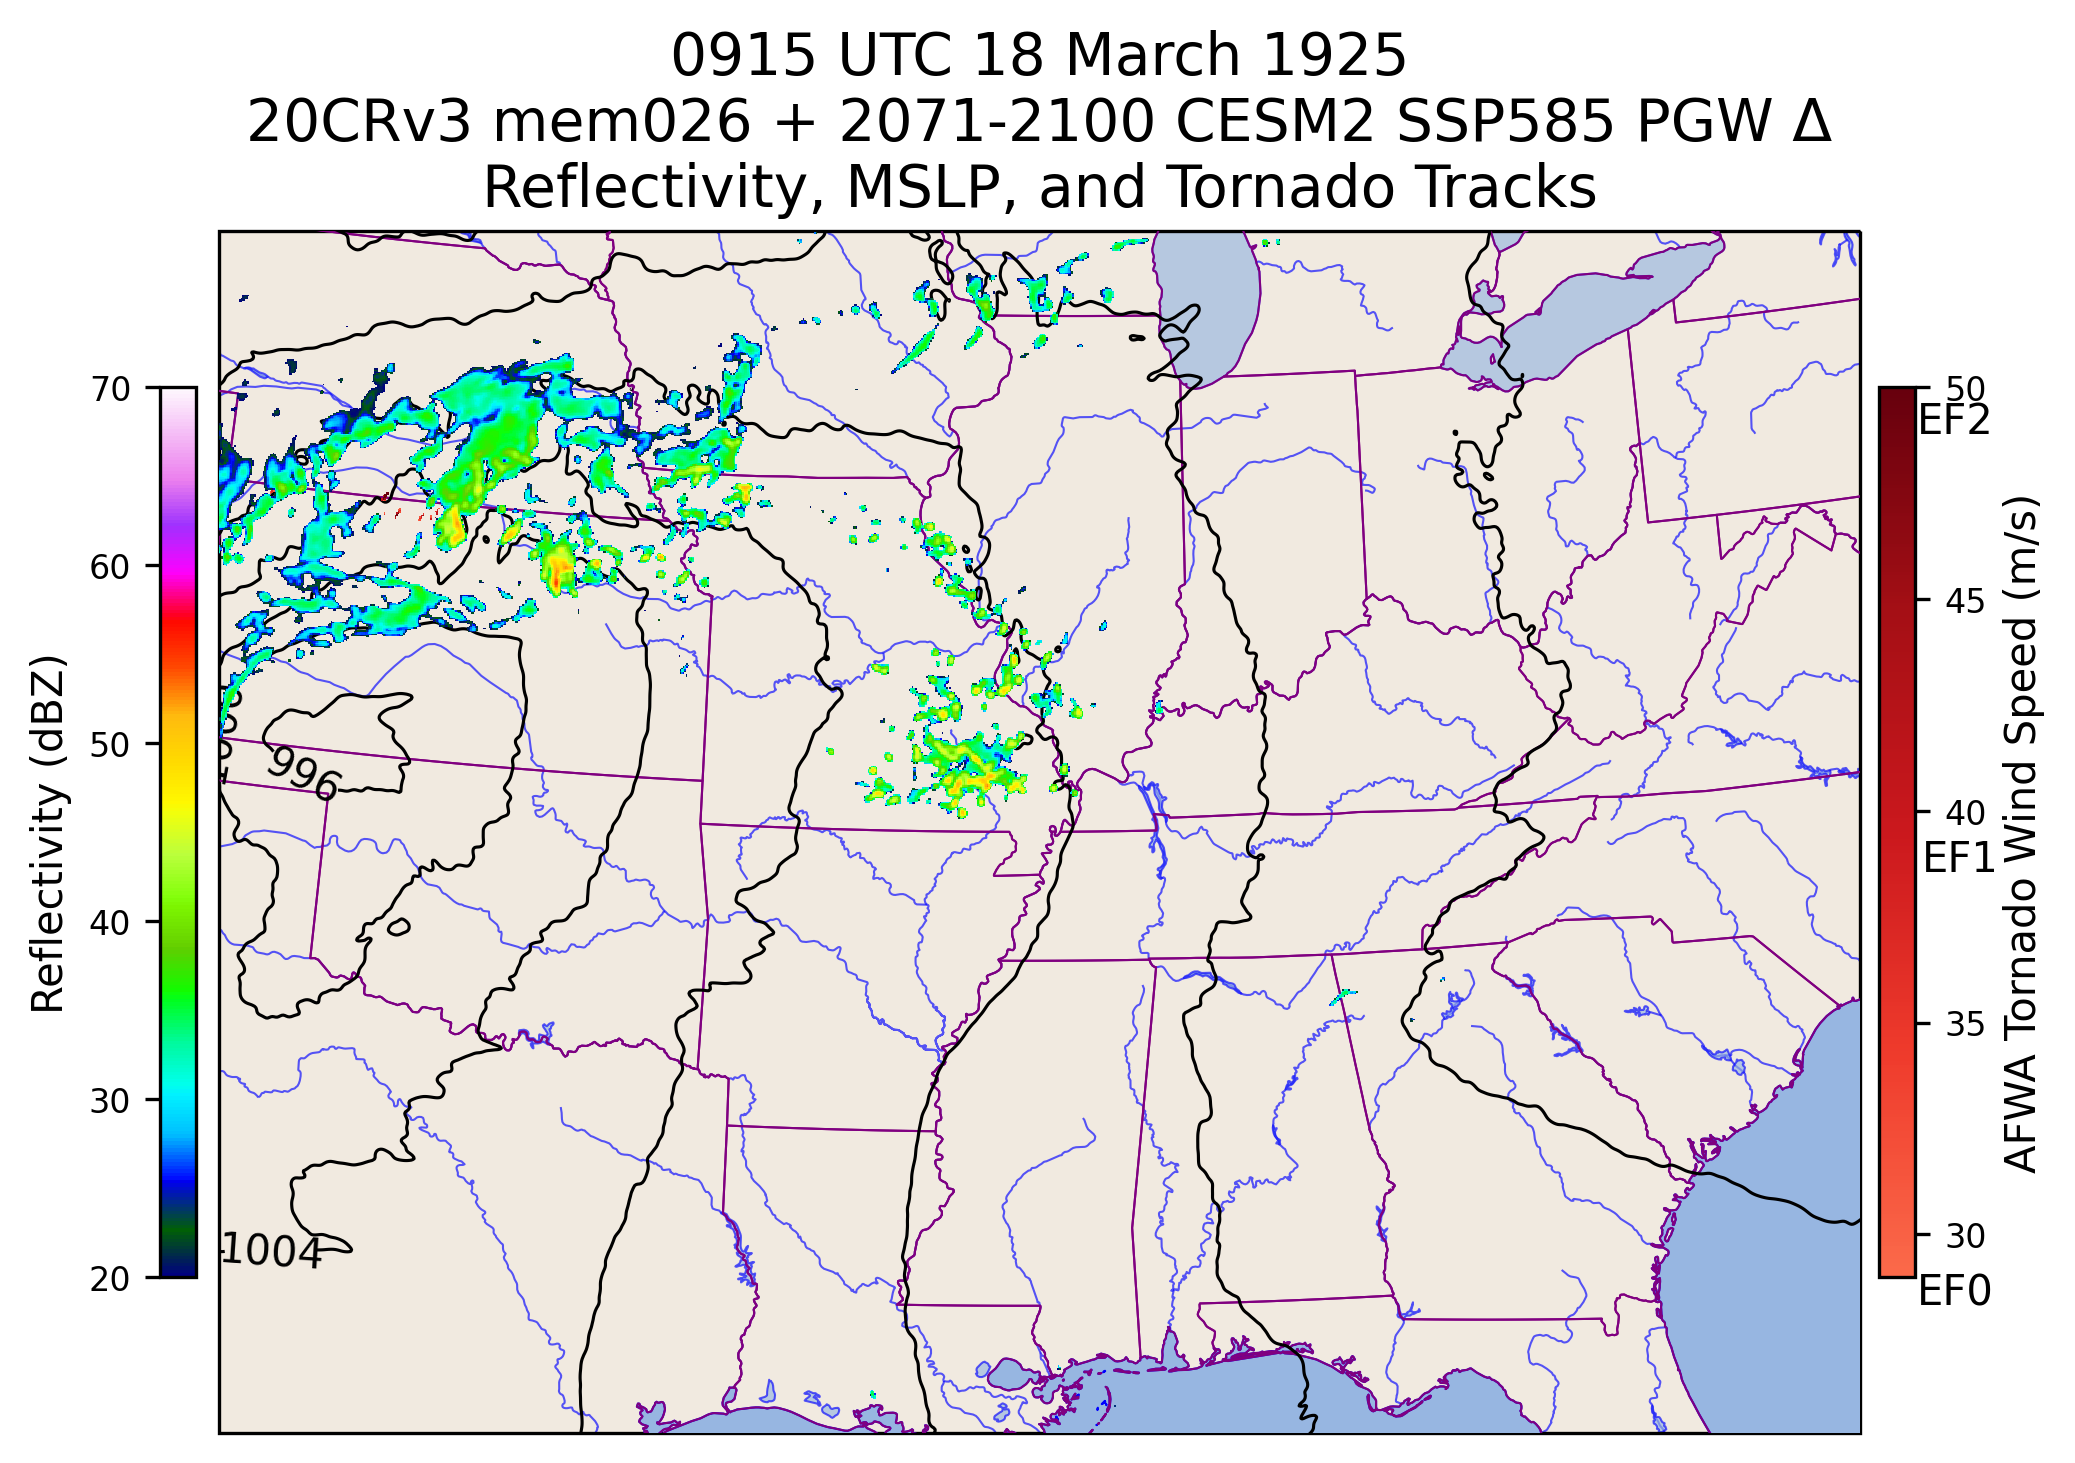 0915 UTC 18 March 1925
20CRv3 mem026 + 2071-2100 CESM2 SSP585 PGW Δ
Reflectivity, MSLP, and Tornado Tracks
Reflectivity (dBZ)
70
60
50
40
30
20
996
1004
50
EF2
45
40
EF1
35
30
EF0
AFWA Tornado Wind Speed (m/s)